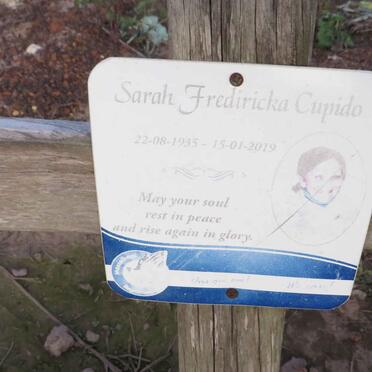 Sarah Frediricka Cupido
22-08-1935 - 15-01-2019
May your soul
rest in peace
and rise again in glory.